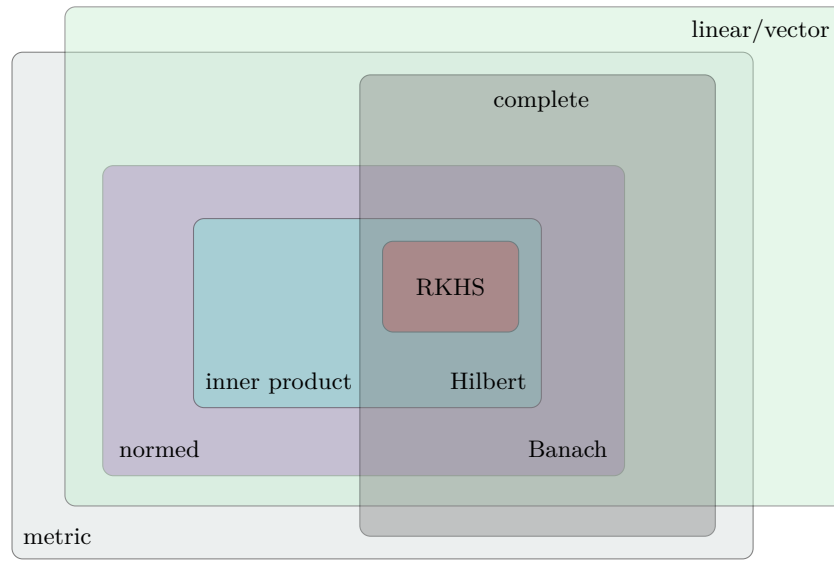 linear/vector
complete
RKHS
inner product
Hilbert
normed
Banach
metric